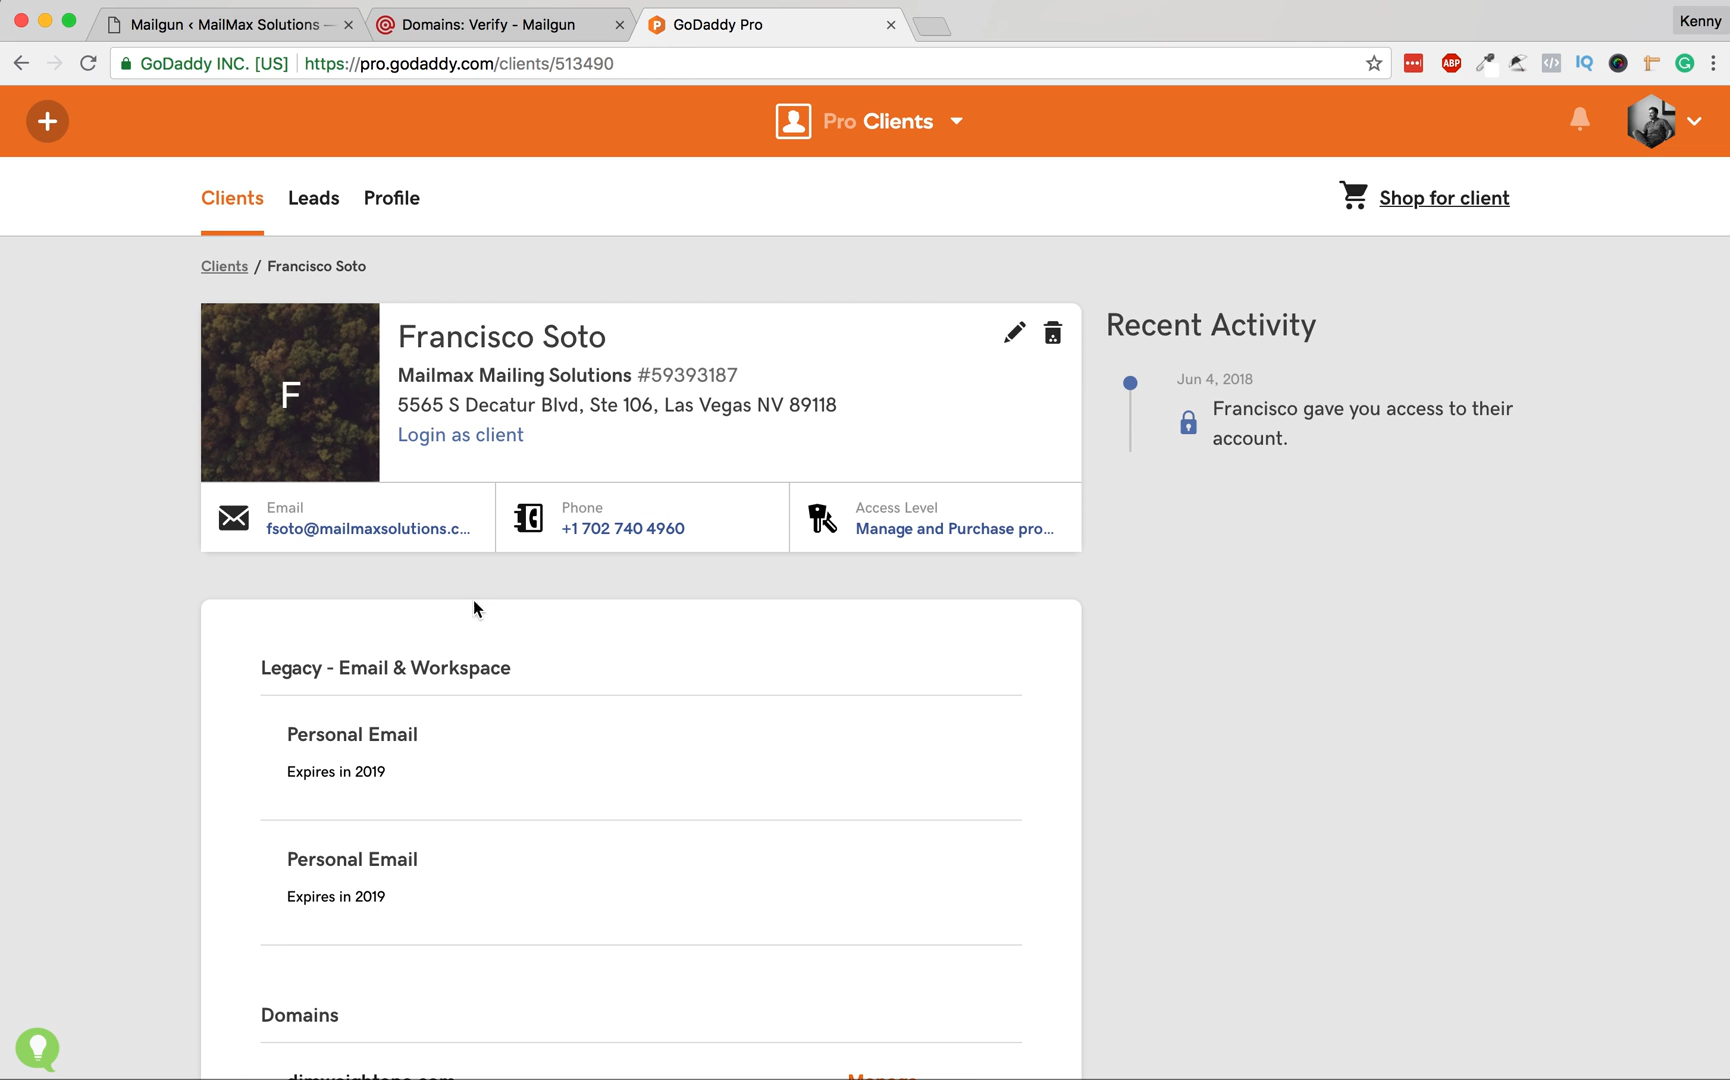 Mailgun ‹ MailMax Solutions –
Domains: Verify - Mailgun
GoDaddy Pro
Kenny
GoDaddy INC. [US]
https://pro.godaddy.com/clients/513490
ABP
IQ
Pro Clients
Clients
Leads
Profile
Shop for client
Clients / Francisco Soto
F
Francisco Soto
Mailmax Mailing Solutions #59393187
5565 S Decatur Blvd, Ste 106, Las Vegas NV 89118
Login as client
Email
fsoto@mailmaxsolutions.c...
Phone
+1 702 740 4960
Access Level
Manage and Purchase pro...
Recent Activity
Jun 4, 2018
Francisco gave you access to their
account.
Legacy - Email & Workspace
Personal Email
Expires in 2019
Personal Email
Expires in 2019
Domains
Manage